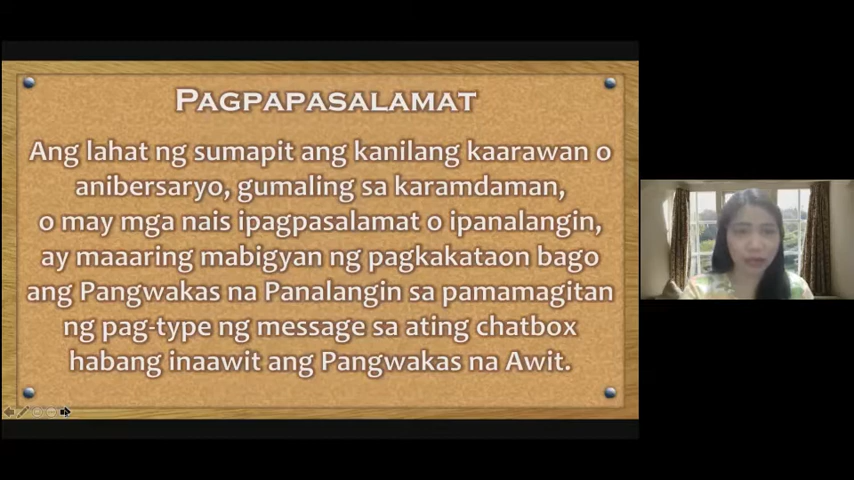 PAGPAPASALAMAT
Ang lahat ng sumapit ang kanilang kaarawan o
anibersaryo, gumaling sa karamdaman,
o may mga nais ipagpasalamat o ipanalangin,
ay maaaring mabigyan ng pagkakataon bago
ang Pangwakas na Panalangin sa pamamagitan
ng pag-type ng message sa ating chatbox
habang inaawit ang Pangwakas na Awit.